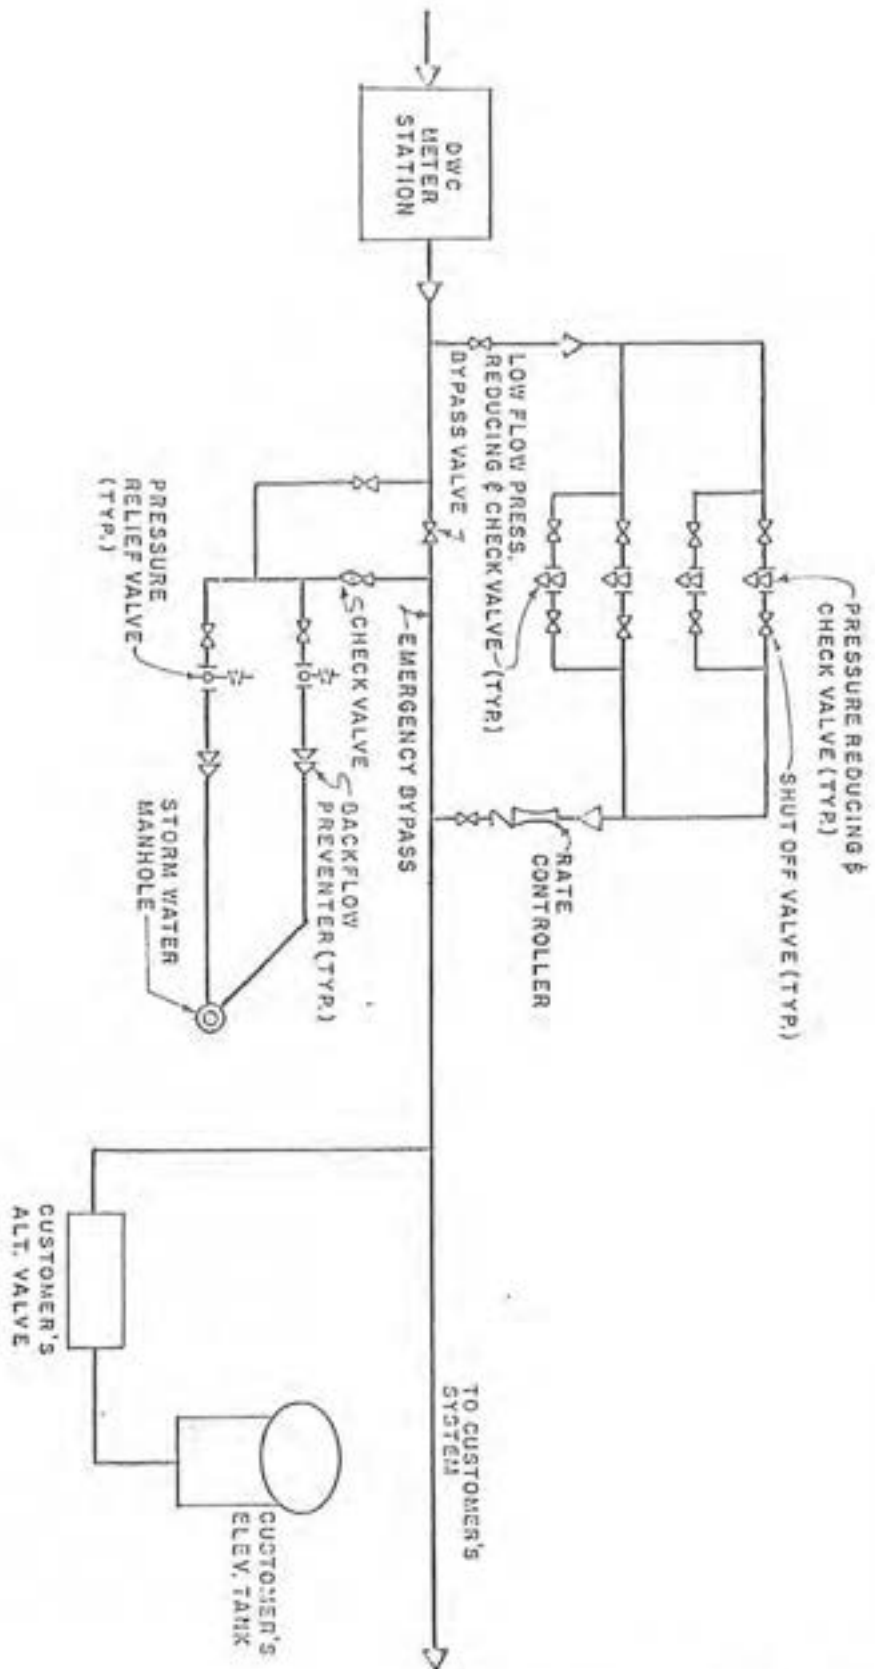 DWC
METER
STATION
PRESSURE REDUCING &
CHECK VALVE (TYP.)
SHUT OFF VALVE (TYP.)
LOW FLOW PRESS.
REDUCING & CHECK VALVE (TYP.)
BYPASS VALVE
RATE
CONTROLLER
EMERGENCY BYPASS
CHECK VALVE
BACKFLOW
PREVENTER (TYP.)
PRESSURE
RELIEF VALVE
(TYP.)
STORM WATER
MANHOLE
TO CUSTOMER'S
SYSTEM
CUSTOMER'S
ALT. VALVE
CUSTOMER'S
ELEV. TANK